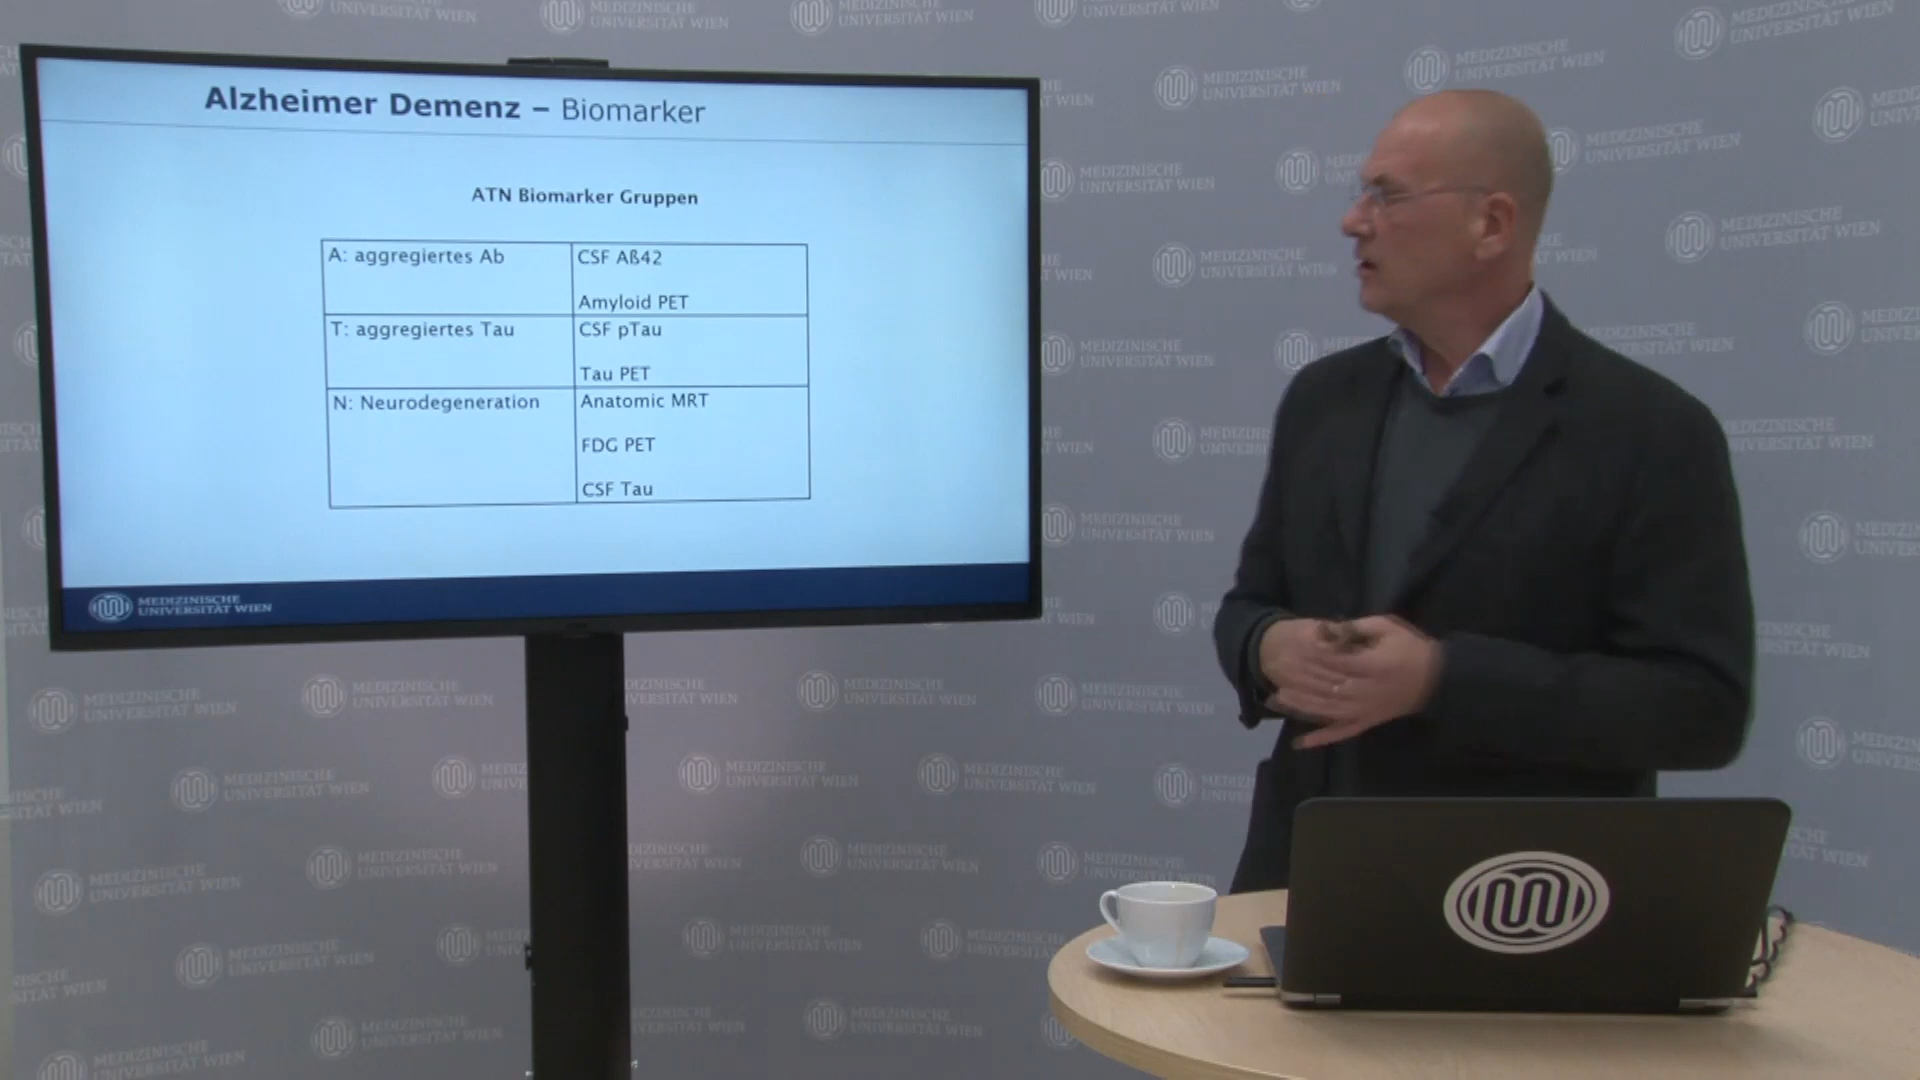 Alzheimer Demenz – Biomarker
ATN Biomarker Gruppen
A: aggregiertes Ab
CSF Aß42
Amyloid PET
T: aggregiertes Tau
CSF pTau
Tau PET
N: Neurodegeneration
Anatomic MRT
FDG PET
CSF Tau
MEDIZINISCHE
UNIVERSITÄT WIEN